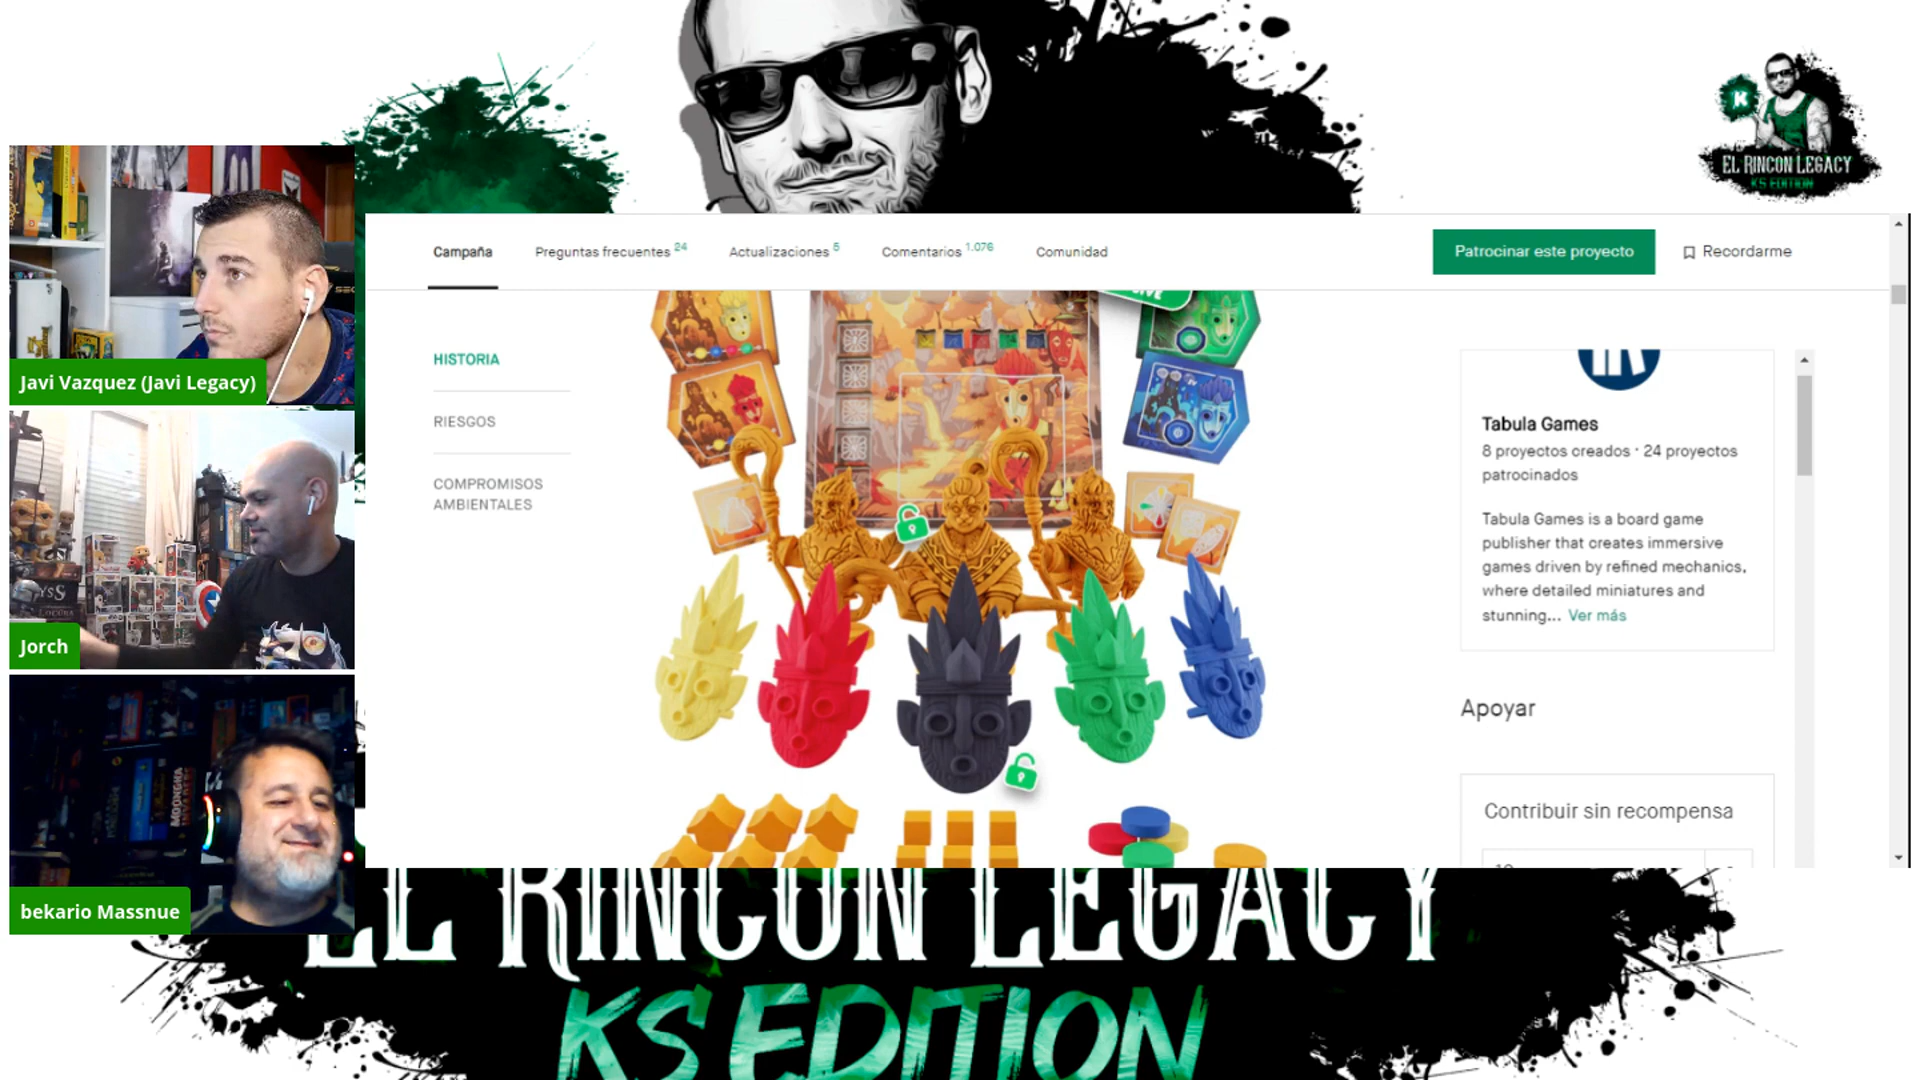 EL RINCON LEGACY
KS EDITION
Campaña
Preguntas frecuentes 24
Actualizaciones 5
Comentarios 1.076
Comunidad
Patrocinar este proyecto
Recordarme
HISTORIA
RIESGOS
COMPROMISOS
AMBIENTALES
Tabula Games
8 proyectos creados · 24 proyectos
patrocinados
Tabula Games is a board game
publisher that creates immersive
games driven by refined mechanics,
where detailed miniatures and
stunning... Ver más
Apoyar
Contribuir sin recompensa
Javi Vazquez (Javi Legacy)
Jorch
MOONGHA
INVADERS
bekario Massnue
EL RINCON LEGACY
KS EDITION